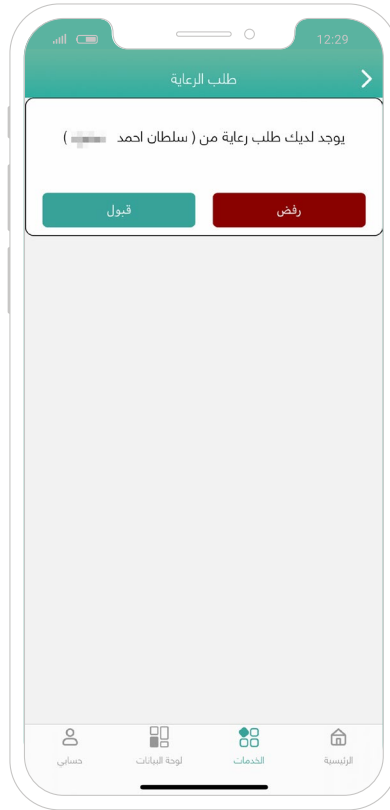 12:29
طلب الرعاية
يوجد لديك طلب رعاية من ( سلطان احمد )
رفض
قبول
الرئيسية
الخدمات
لوحة البيانات
حسابي